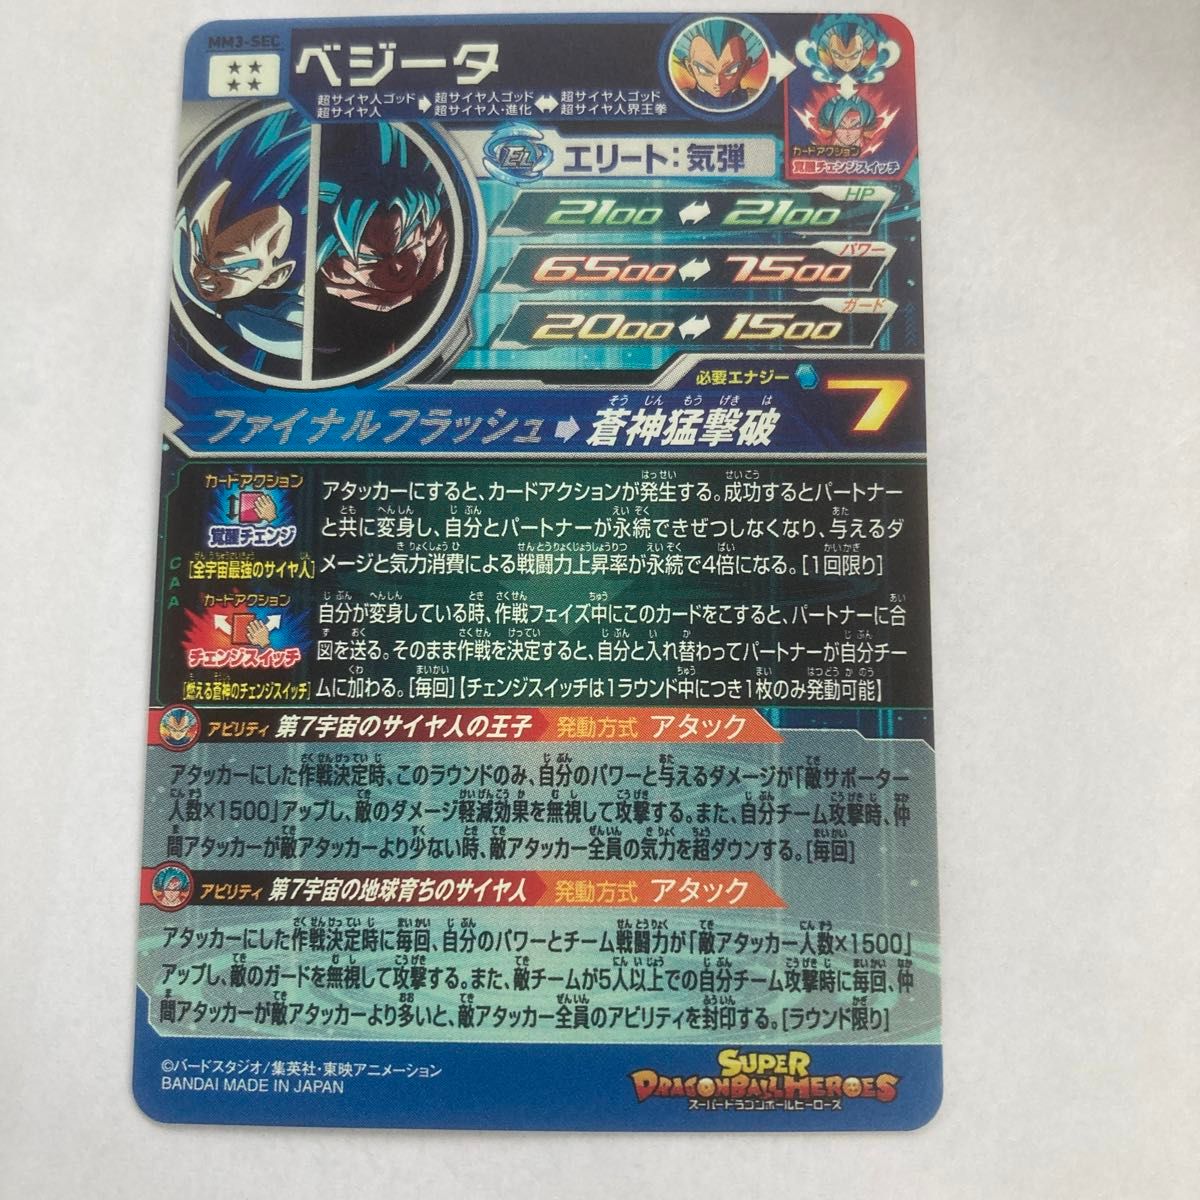 MM3-SEC
ベジータ
超サイヤ人ゴッド 超サイヤ人ゴッド 超サイヤ人ゴッド
超サイヤ人 超サイヤ人・進化 超サイヤ人界王拳
カードアクション
覚醒チェンジスイッチ
EL エリート:気弾
HP
2100 2100
パワー
6500 7500
ガード
2000 1500
必要エナジー 7
ファイナルフラッシュ 蒼神猛撃破
そうじんもうげきは
CAA
カードアクション
覚醒チェンジ
[全宇宙最強のサイヤ人]
アタッカーにすると、カードアクションが発生する。成功するとパートナー
と共に変身し、自分とパートナーが永続できぜつしなくなり、与えるダ
メージと気力消費による戦闘力上昇率が永続で4倍になる。[1回限り]
カードアクション
チェンジスイッチ
[燃える蒼神のチェンジスイッチ]
自分が変身している時、作戦フェイズ中にこのカードをこすると、パートナーに合
図を送る。そのまま作戦を決定すると、自分と入れ替わってパートナーが自分チー
ムに加わる。[毎回]【チェンジスイッチは1ラウンド中につき1枚のみ発動可能】
アビリティ 第7宇宙のサイヤ人の王子 発動方式 アタック
アタッカーにした作戦決定時、このラウンドのみ、自分のパワーと与えるダメージが「敵サポーター
人数×1500」アップし、敵のダメージ軽減効果を無視して攻撃する。また、自分チーム攻撃時、仲
間アタッカーが敵アタッカーより少ない時、敵アタッカー全員の気力を超ダウンする。[毎回]
アビリティ 第7宇宙の地球育ちのサイヤ人 発動方式 アタック
アタッカーにした作戦決定時に毎回、自分のパワーとチーム戦闘力が「敵アタッカー人数×1500」
アップし、敵のガードを無視して攻撃する。また、敵チームが5人以上での自分チーム攻撃時に毎回、仲
間アタッカーが敵アタッカーより多いと、敵アタッカー全員のアビリティを封印する。[ラウンド限り]
©バードスタジオ/集英社・東映アニメーション
BANDAI MADE IN JAPAN
SUPER
DRAGONBALL HEROES
スーパードラゴンボールヒーローズ